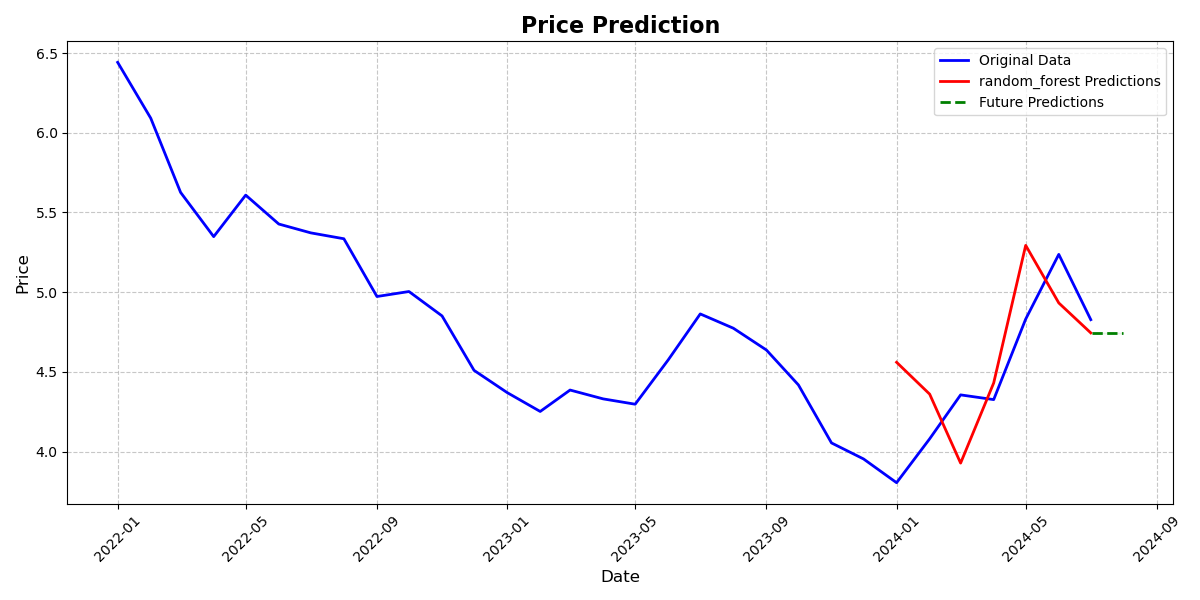 Price Prediction
Original Data
random_forest Predictions
Future Predictions
Price
6.5
6.0
5.5
5.0
4.5
4.0
2022-01
2022-05
2022-09
2023-01
2023-05
2023-09
2024-01
2024-05
2024-09
Date